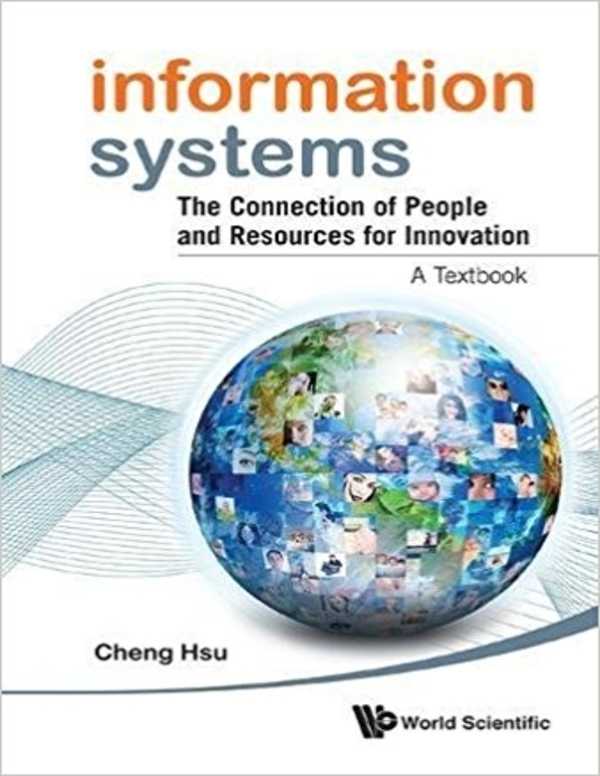 information
systems
The Connection of People
and Resources for Innovation
A Textbook
Cheng Hsu
World Scientific